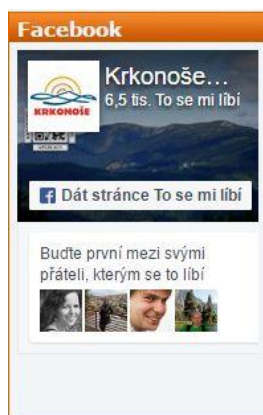 Facebook
Krkonoše...
6,5 tis. To se mi líbí
KRKONOŠE
Dát stránce To se mi líbí
Buďte první mezi svými
přáteli, kterým se to líbí